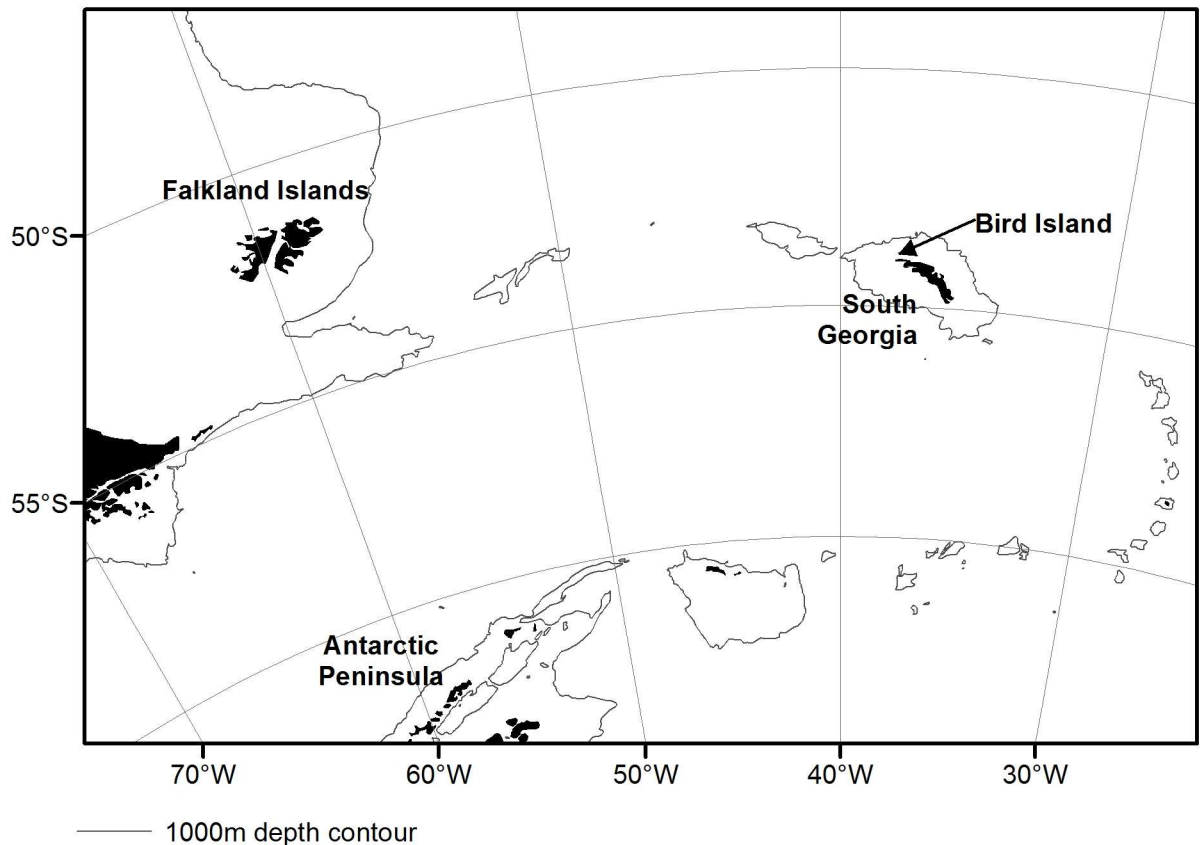 Falkland Islands
Bird Island
50°S
South
Georgia
55°S
Antarctic
Peninsula
70°W
60°W
50°W
40°W
30°W
1000m depth contour